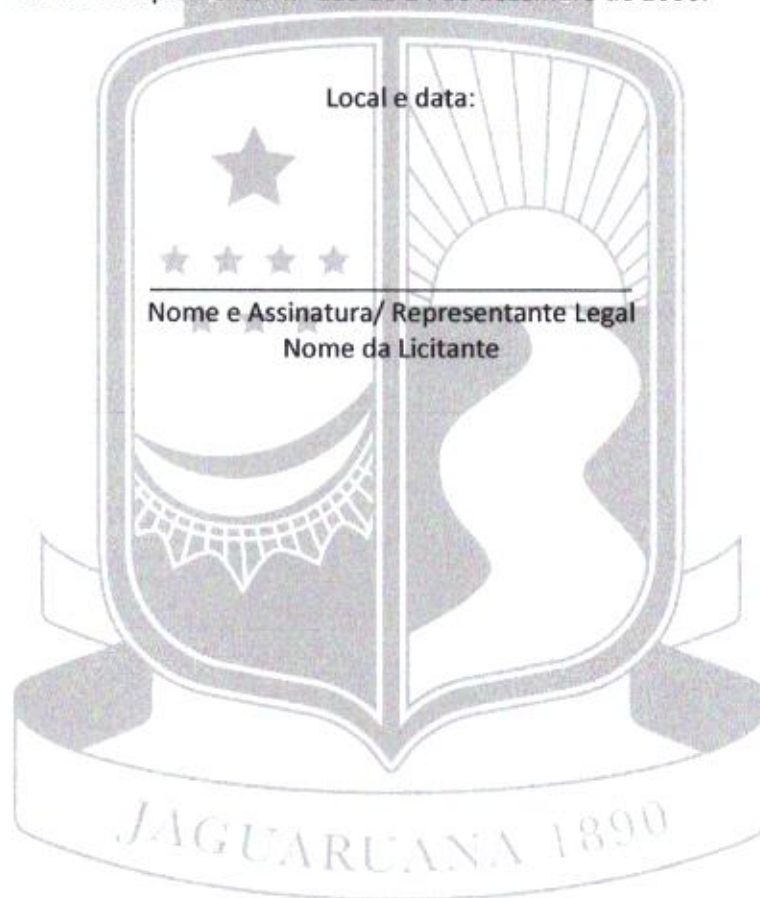 Local e data:
Nome e Assinatura/ Representante Legal
Nome da Licitante
JAGUARUANA 1890